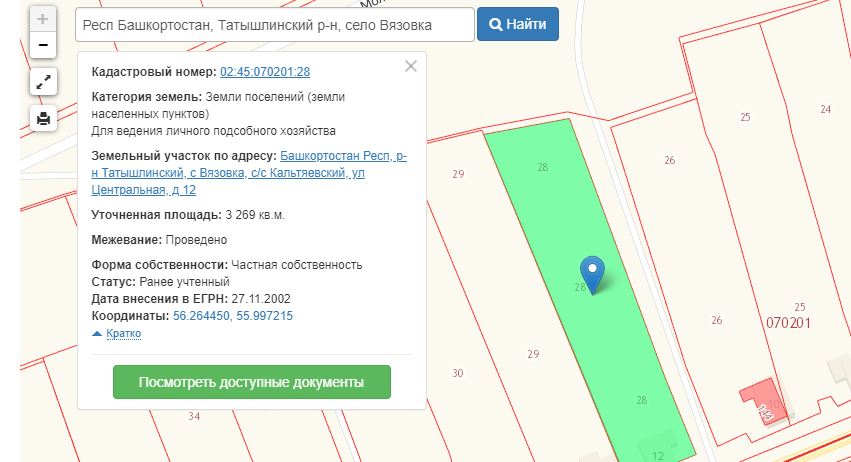 Мол
+
−
Респ Башкортостан, Татышлинский р-н, село Вязовка
Найти
Кадастровый номер: 02:45:070201:28
Категория земель: Земли поселений (земли
населенных пунктов)
Для ведения личного подсобного хозяйства
Земельный участок по адресу: Башкортостан Респ, р-
н Татышлинский, с Вязовка, с/с Кальтяевский, ул
Центральная, д 12
Уточненная площадь: 3 269 кв.м.
Межевание: Проведено
Форма собственности: Частная собственность
Статус: Ранее учтенный
Дата внесения в ЕГРН: 27.11.2002
Координаты: 56.264450, 55.997215
Кратко
Посмотреть доступные документы
24
25
26
28
29
28
25
26
070201
29
30
28
34
12